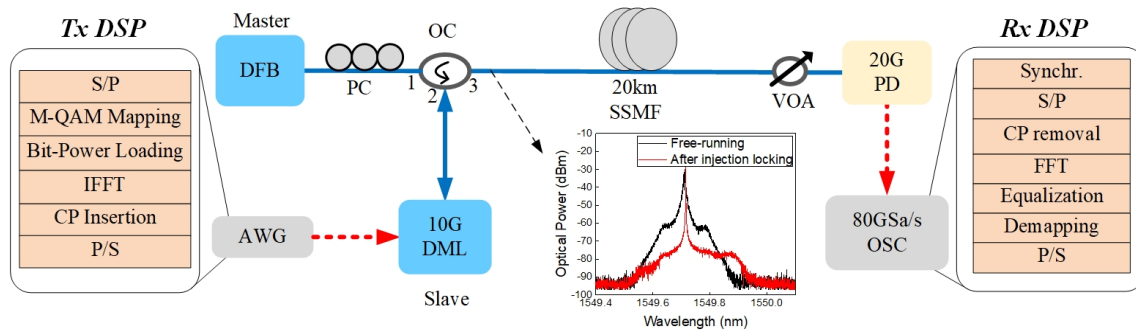 Tx DSP
S/P
M-QAM Mapping
Bit-Power Loading
IFFT
CP Insertion
P/S
Master
DFB
PC
OC
1
2
3
AWG
10G
DML
Slave
20km
SSMF
VOA
20G
PD
80GSa/s
OSC
Free-running
After injection locking
Optical Power (dBm)
-10
-20
-30
-40
-50
-60
-70
-80
-90
-100
1549.4
1549.6
1549.8
1550.0
Wavelength (nm)
Rx DSP
Synchr.
S/P
CP removal
FFT
Equalization
Demapping
P/S